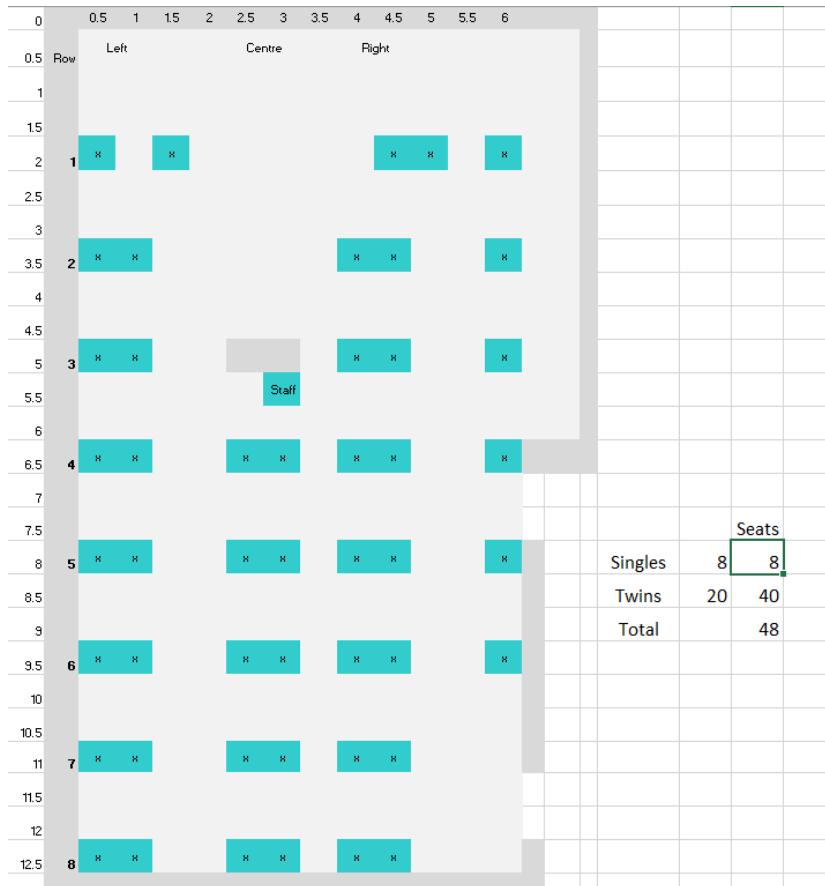 0 0.5 1 1.5 2 2.5 3 3.5 4 4.5 5 5.5 6
Left Centre Right
0.5 Row
1
1.5
2 1 x x x x x
2.5
3
3.5 2 x x x x x
4
4.5
5 3 x x x x x
5.5 Staff
6
6.5 4 x x x x x x x
7
7.5 Seats
8 5 x x x x x x x Singles 8 8
8.5 Twins 20 40
9 Total 48
9.5 6 x x x x x x x
10
10.5
11 7 x x x x x x
11.5
12
12.5 8 x x x x x x